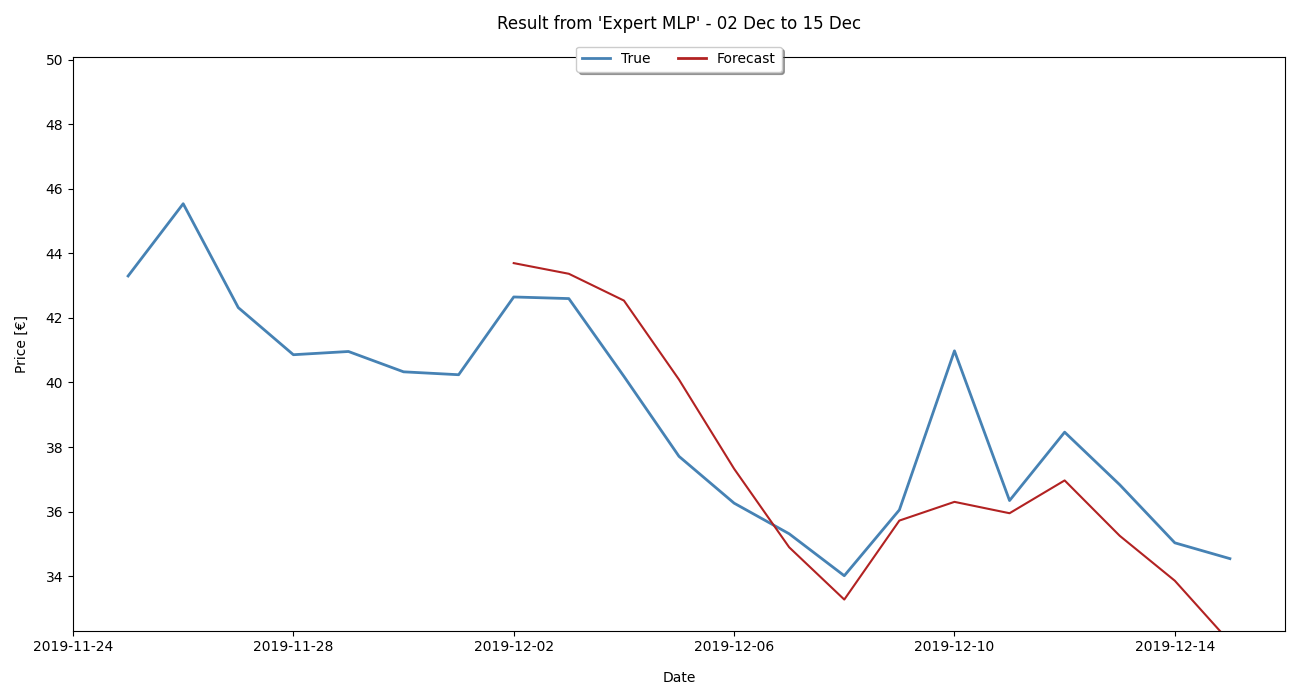 Result from 'Expert MLP' - 02 Dec to 15 Dec
True Forecast
50
48
46
44
42
40
38
36
34
Price [€]
2019-11-24 2019-11-28 2019-12-02 2019-12-06 2019-12-10 2019-12-14
Date